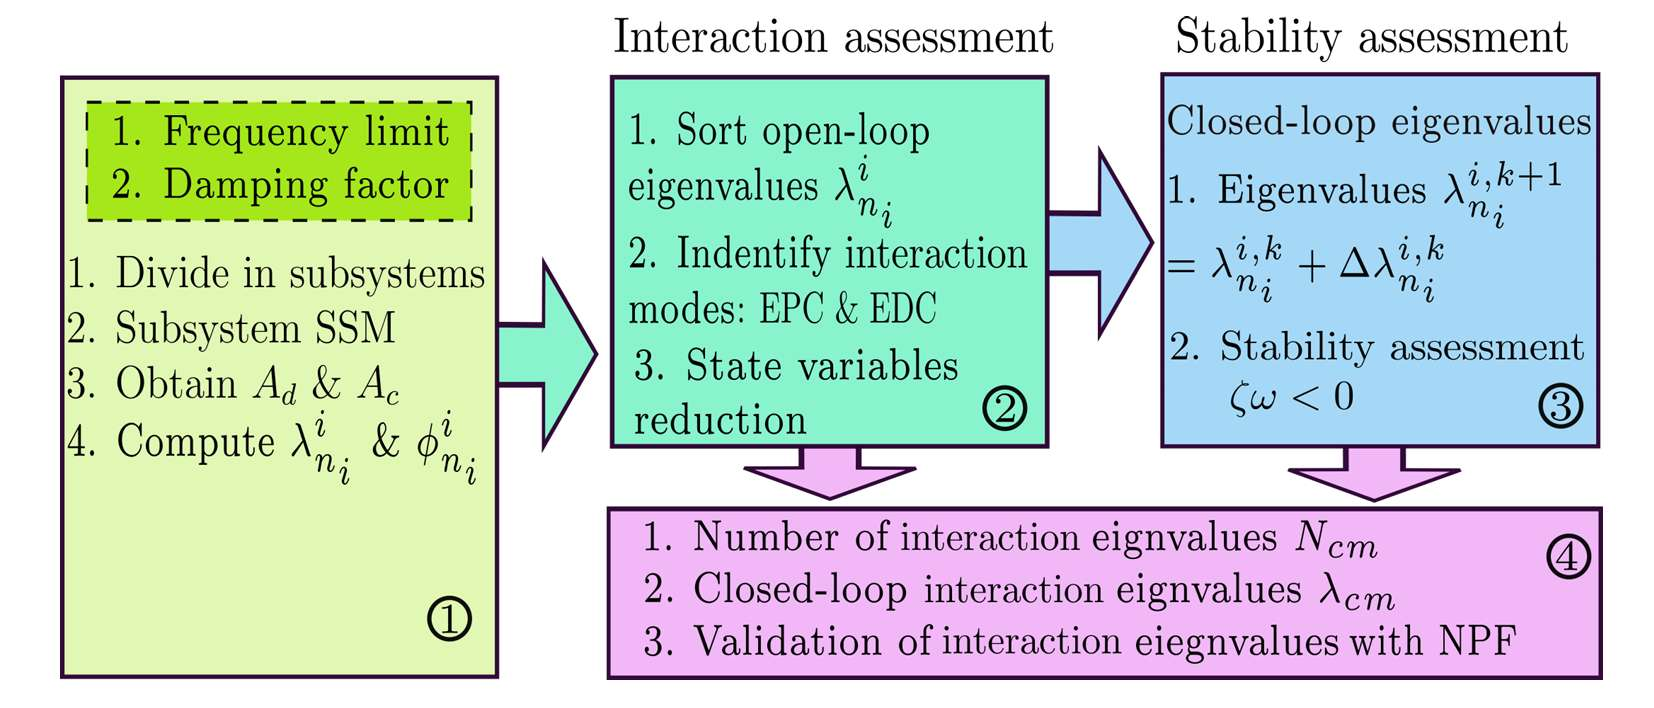 1. Frequency limit
2. Damping factor
1. Divide in subsystems
2. Subsystem SSM
3. Obtain A_d & A_c
4. Compute λ^i_{n_i} & ϕ^i_{n_i}
①
Interaction assessment
1. Sort open-loop
eigenvalues λ^i_{n_i}
2. Indentify interaction
modes: EPC & EDC
3. State variables
reduction
②
Stability assessment
Closed-loop eigenvalues
1. Eigenvalues λ^{i,k+1}_{n_i}
= λ^{i,k}_{n_i} + Δλ^{i,k}_{n_i}
2. Stability assessment
ζω < 0
③
1. Number of interaction eignvalues N_{cm}
2. Closed-loop interaction eignvalues λ_{cm}
3. Validation of interaction eiegnvalues with NPF
④